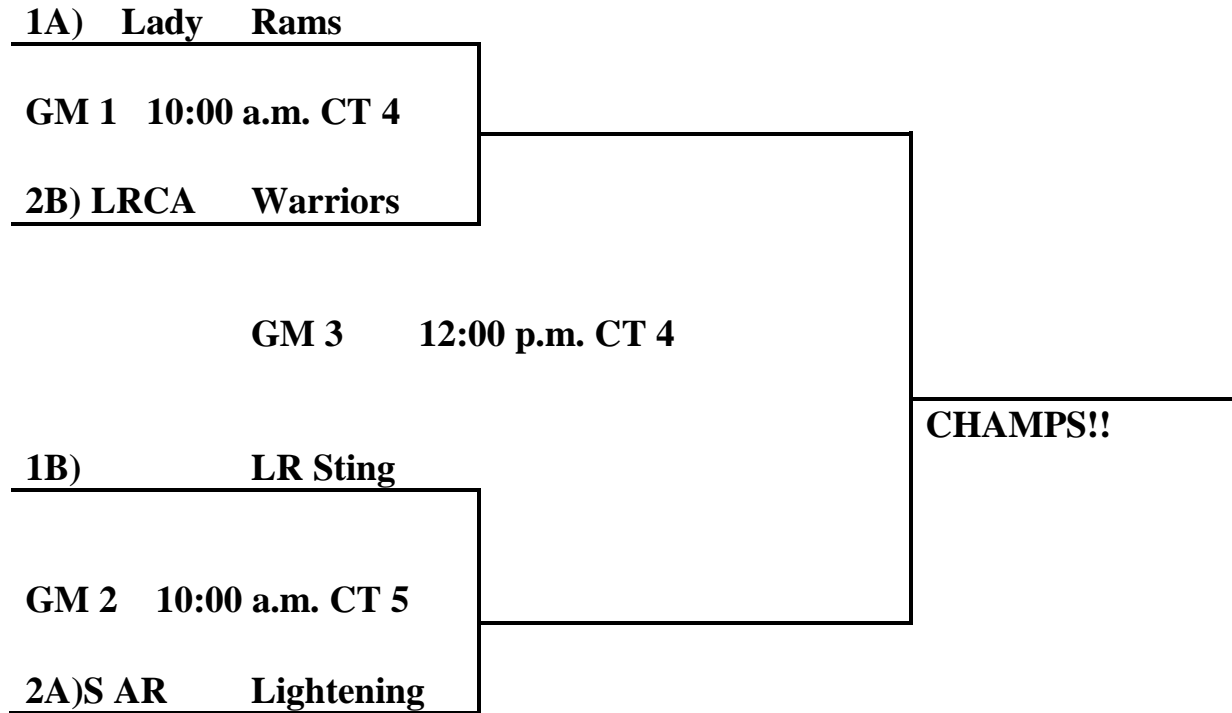 1A) Lady Rams
GM 1 10:00 a.m. CT 4
2B) LRCA Warriors
GM 3 12:00 p.m. CT 4
CHAMPS!!
1B) LR Sting
GM 2 10:00 a.m. CT 5
2A)S AR Lightening